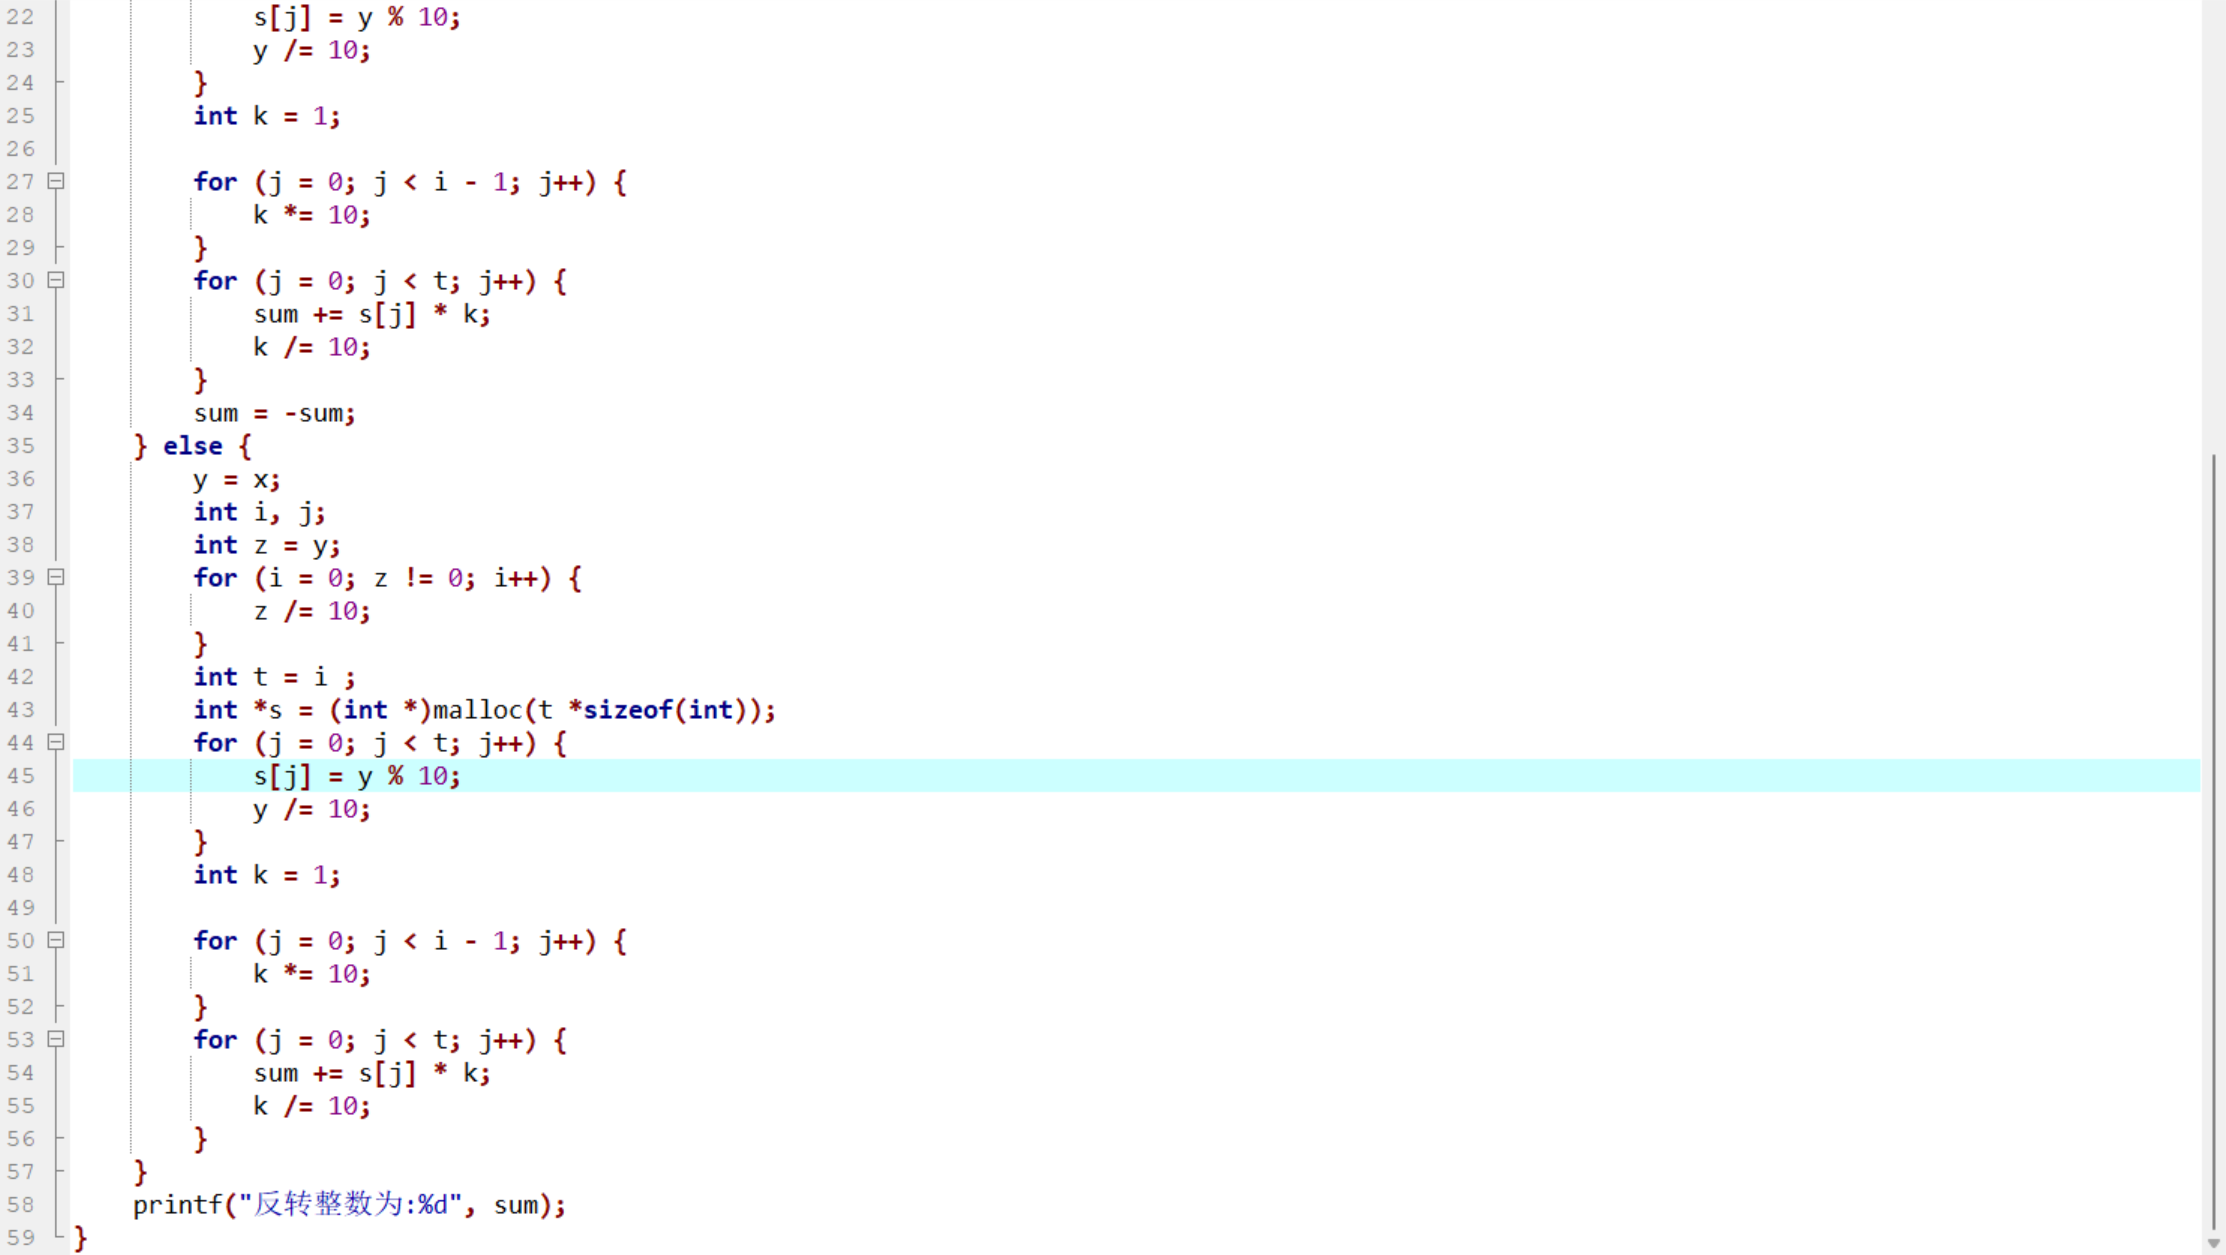 22 s[j] = y % 10;
23 y /= 10;
24 }
25 int k = 1;
26
27 for (j = 0; j < i - 1; j++) {
28 k *= 10;
29 }
30 for (j = 0; j < t; j++) {
31 sum += s[j] * k;
32 k /= 10;
33 }
34 sum = -sum;
35 } else {
36 y = x;
37 int i, j;
38 int z = y;
39 for (i = 0; z != 0; i++) {
40 z /= 10;
41 }
42 int t = i ;
43 int *s = (int *)malloc(t *sizeof(int));
44 for (j = 0; j < t; j++) {
45 s[j] = y % 10;
46 y /= 10;
47 }
48 int k = 1;
49
50 for (j = 0; j < i - 1; j++) {
51 k *= 10;
52 }
53 for (j = 0; j < t; j++) {
54 sum += s[j] * k;
55 k /= 10;
56 }
57 }
58 printf("反转整数为:%d", sum);
59 }